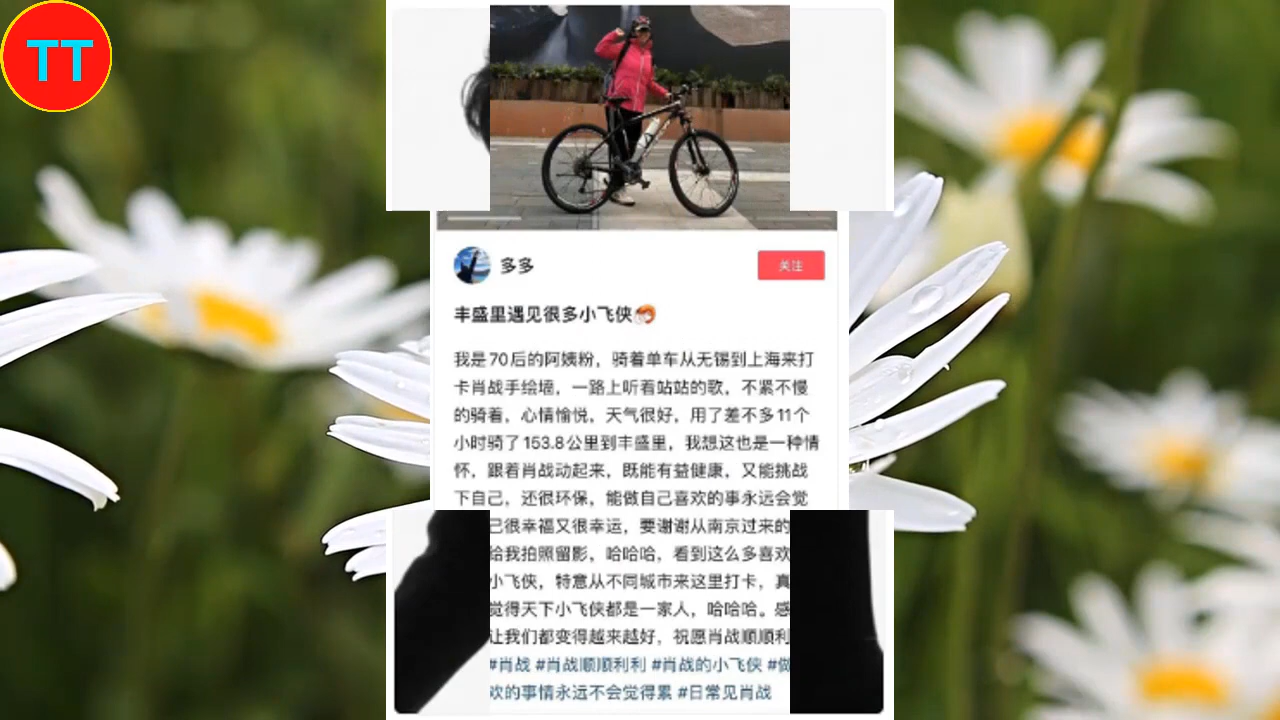 TT
多多
关注
丰盛里遇见很多小飞侠
我是70后的阿姨粉，骑着单车从无锡到上海来打
卡肖战手绘墙，一路上听着站站的歌，不紧不慢
的骑着，心情愉悦，天气很好，用了差不多11个
小时骑了153.8公里到丰盛里，我想这也是一种情
怀，跟着肖战动起来，既能有益健康，又能挑战
下自己，还很环保，能做自己喜欢的事永远会觉
己很幸福又很幸运，要谢谢从南京过来的
给我拍照留影，哈哈哈，看到这么多喜欢
小飞侠，特意从不同城市来这里打卡，真
觉得天下小飞侠都是一家人，哈哈哈。感
让我们都变得越来越好，祝愿肖战顺顺利
#肖战 #肖战顺顺利利 #肖战的小飞侠 #做
欢的事情永远不会觉得累 #日常见肖战